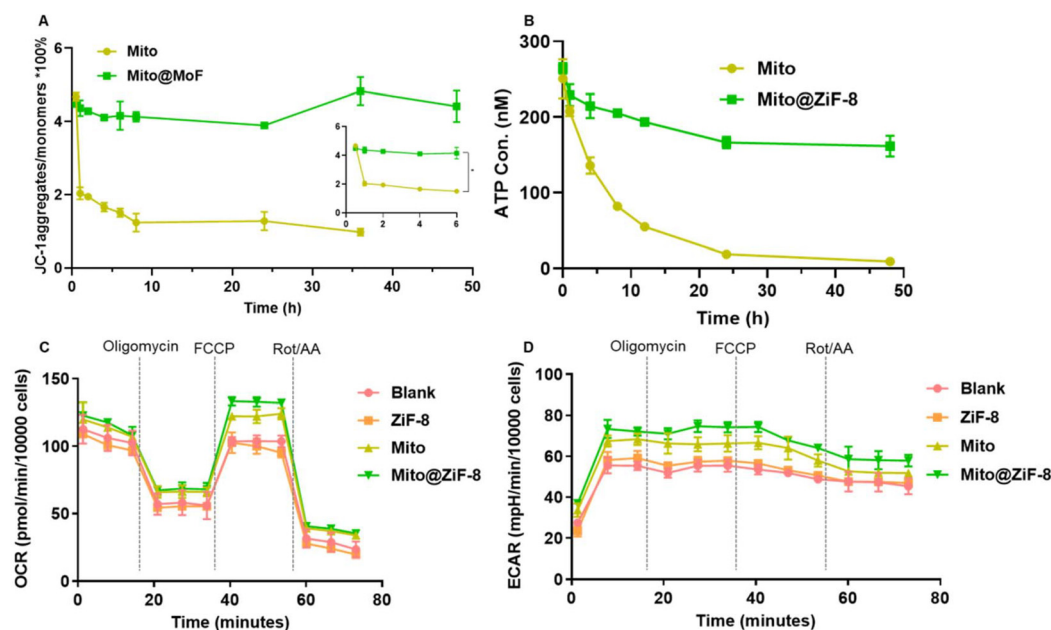 A
JC-1aggregates/monomers *100%
6
4
2
0
0
10
20
30
40
50
Time (h)
Mito
Mito@MoF
6
4
2
0
0
2
4
6
*
B
ATP Con. (nM)
300
200
100
0
0
10
20
30
40
50
Time (h)
Mito
Mito@ZiF-8
C
Oligomycin
FCCP
Rot/AA
OCR (pmol/min/10000 cells)
150
100
50
0
0
20
40
60
80
Time (minutes)
Blank
ZiF-8
Mito
Mito@ZiF-8
D
Oligomycin
FCCP
Rot/AA
ECAR (mpH/min/10000 cells)
100
80
60
40
20
0
0
20
40
60
80
Time (minutes)
Blank
ZiF-8
Mito
Mito@ZiF-8